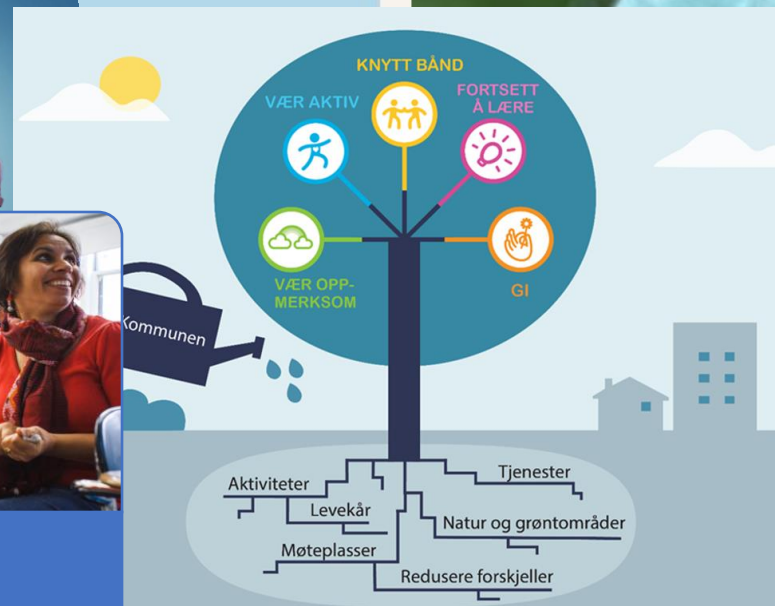 KNYTT BÅND
VÆR AKTIV
FORTSETT
Å LÆRE
VÆR OPP-
MERKSOM
GI
Kommunen
Aktiviteter
Tjenester
Levekår
Natur og grøntområder
Møteplasser
Redusere forskjeller